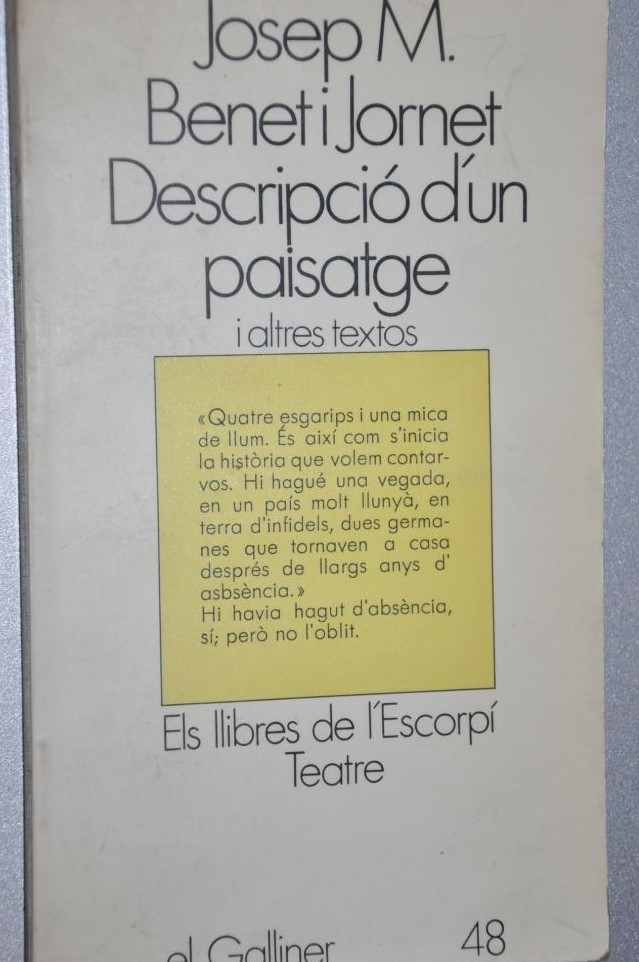 Josep M.
Benet i Jornet
Descripció d'un
paisatge
i altres textos
«Quatre esgarips i una mica
de llum. És així com s'inicia
la història que volem contar-
vos. Hi hagué una vegada,
en un país molt llunyà, en
terra d'infidels, dues germa-
nes que tornaven a casa
després de llargs anys d'
asbsència.»
Hi havia hagut d'absència,
sí; però no l'oblit.
Els llibres de l'Escorpí
Teatre
el Galliner
48